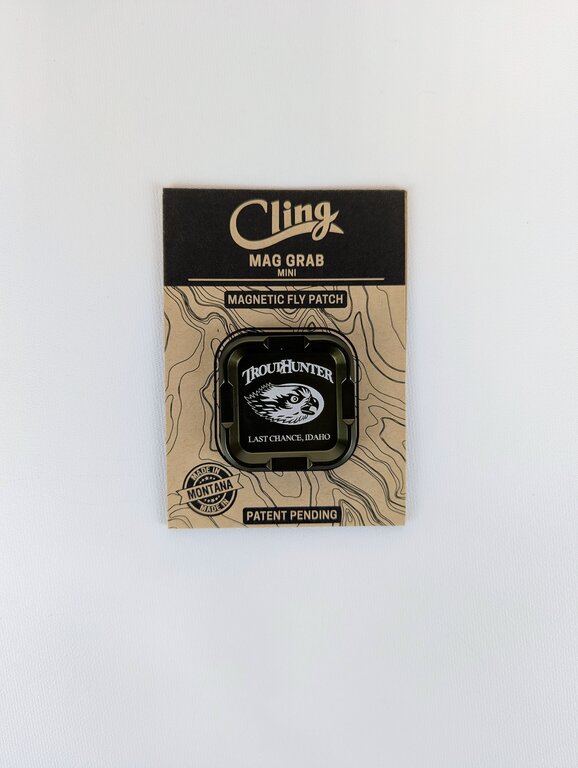 Cling
MAG GRAB
MINI
MAGNETIC FLY PATCH
TROUTHUNTER
LAST CHANCE, IDAHO
MADE IN
MONTANA
MADE IN
PATENT PENDING